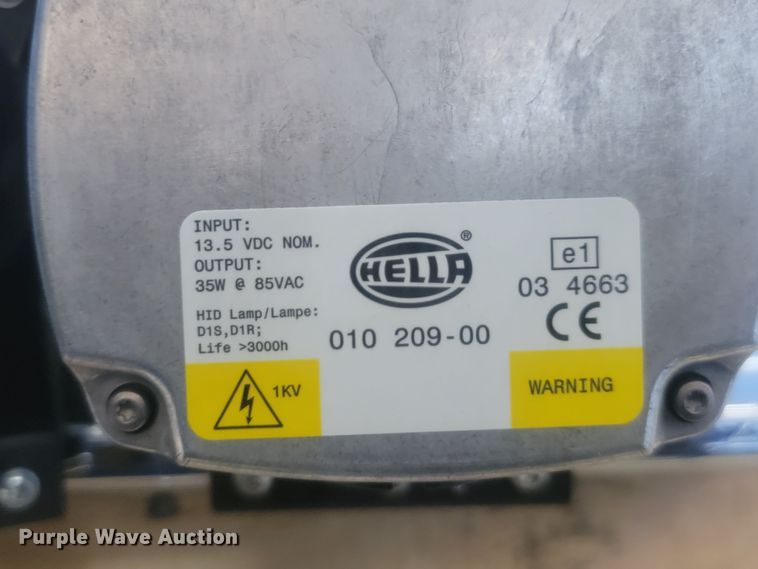 INPUT:
13.5 VDC NOM.
OUTPUT:
35W @ 85VAC
HID Lamp/Lampe:
D1S,D1R;
Life >3000h
1KV
HELLA®
010 209-00
e1
03 4663
CE
WARNING
Purple Wave Auction